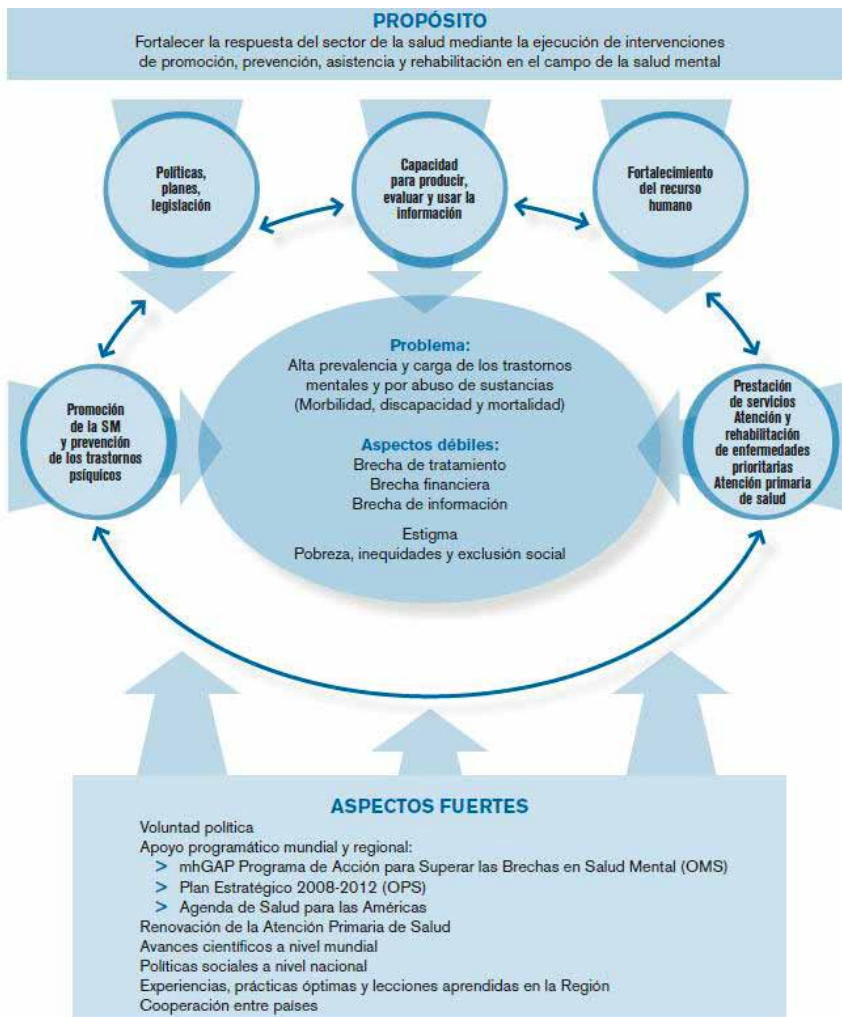 PROPÓSITO
Fortalecer la respuesta del sector de la salud mediante la ejecución de intervenciones
de promoción, prevención, asistencia y rehabilitación en el campo de la salud mental
Políticas,
planes,
legislación
Capacidad
para producir,
evaluar y usar la
información
Fortalecimiento
del recurso
humano
Promoción
de la SM
y prevención
de los trastornos
psíquicos
Problema:
Alta prevalencia y carga de los trastornos
mentales y por abuso de sustancias
(Morbilidad, discapacidad y mortalidad)
Aspectos débiles:
Brecha de tratamiento
Brecha financiera
Brecha de información
Estigma
Pobreza, inequidades y exclusión social
Prestación
de servicios
Atención y
rehabilitación
de enfermedades
prioritarias
Atención primaria
de salud
ASPECTOS FUERTES
Voluntad política
Apoyo programático mundial y regional:
> mhGAP Programa de Acción para Superar las Brechas en Salud Mental (OMS)
> Plan Estratégico 2008-2012 (OPS)
> Agenda de Salud para las Américas
Renovación de la Atención Primaria de Salud
Avances científicos a nivel mundial
Políticas sociales a nivel nacional
Experiencias, prácticas óptimas y lecciones aprendidas en la Región
Cooperación entre países